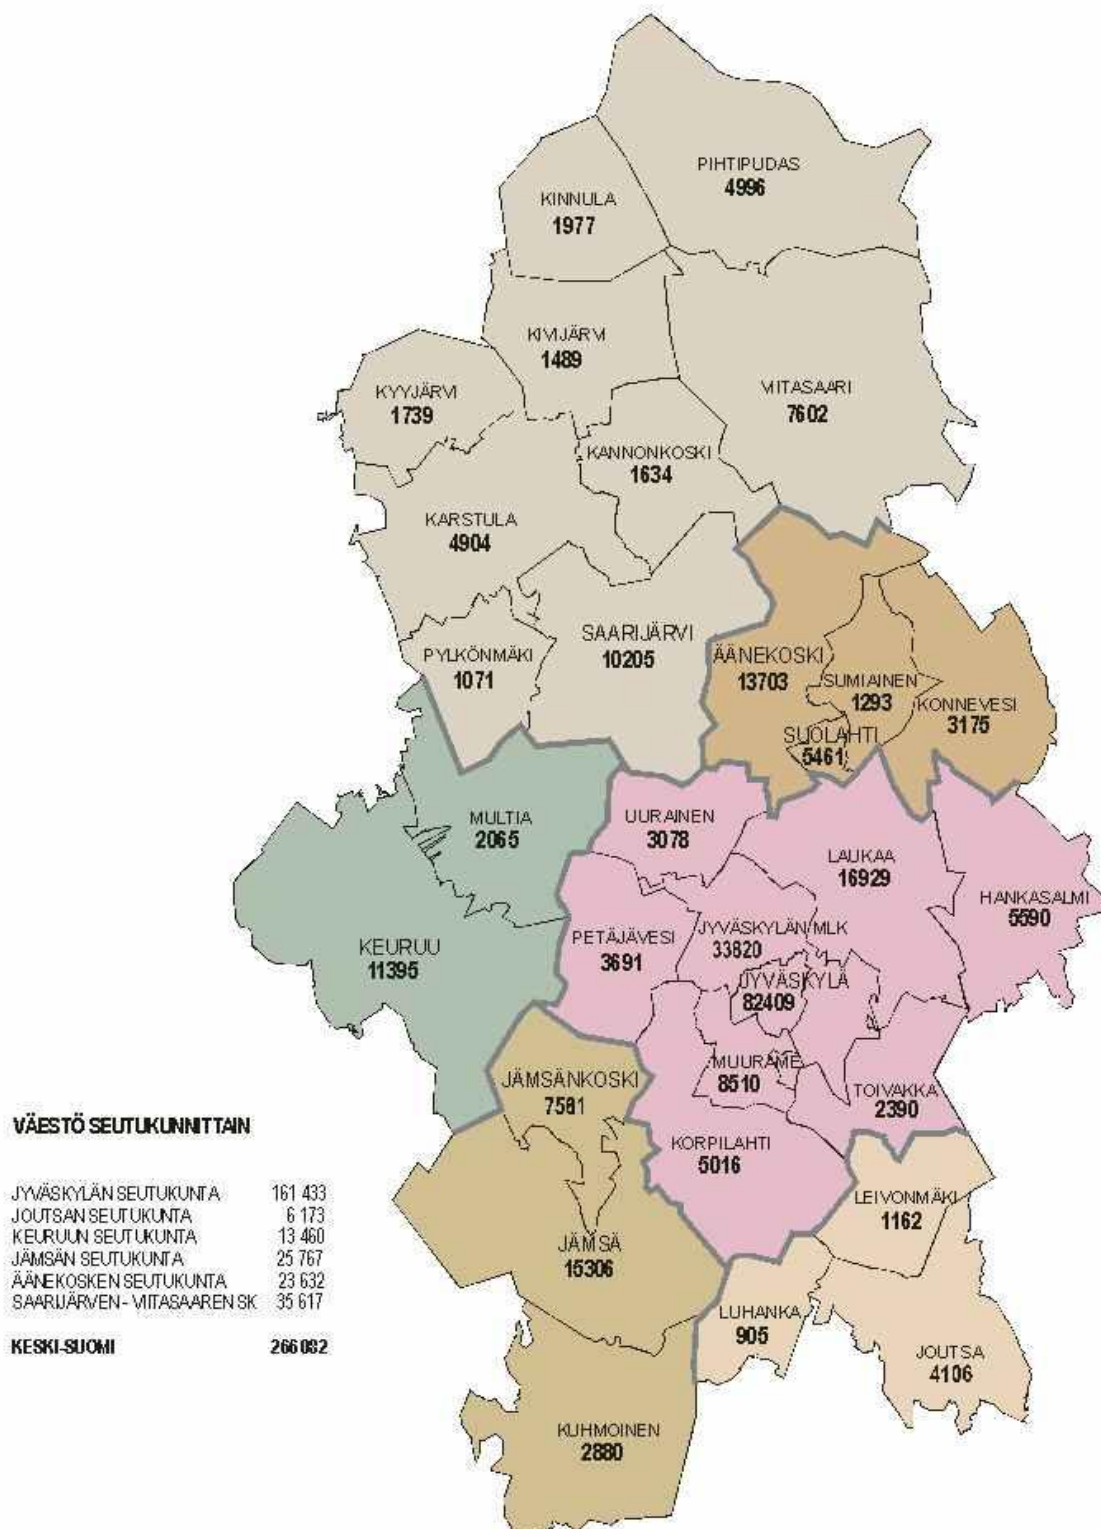 PIHTIPUDAS
4996
KINNULA
1977
KIVIJÄRVI
1489
KYYJÄRVI
1739
VIITASAARI
7602
KANNONKOSKI
1634
KARSTULA
4904
SAARIJÄRVI
10205
PYLKÖNMÄKI
1071
ÄÄNEKOSKI
13703
SUMIAINEN
1293
KONNEVESI
3175
SUOLAHTI
5461
MULTIA
2065
UURAINEN
3078
LAUKAA
16929
HANKASALMI
5590
KEURUU
11395
PETÄJÄVESI
3691
JYVÄSKYLÄN MLK
33820
JYVÄSKYLÄ
82409
MUURAME
8510
TOIVAKKA
2390
JÄMSÄNKOSKI
7581
KORPILAHTI
5016
LEIVONMÄKI
1162
JÄMSÄ
15306
LUHANKA
905
JOUTSA
4106
KUHMOINEN
2880
VÄESTÖ SEUTUKUNNITTAIN
JYVÄSKYLÄN SEUTUKUNTA 161 433
JOUTSAN SEUTUKUNTA 6 173
KEURUUN SEUTUKUNTA 13 460
JÄMSÄN SEUTUKUNTA 25 767
ÄÄNEKOSKEN SEUTUKUNTA 23 632
SAARIJÄRVEN - VIITASAAREN SK 35 617
KESKI-SUOMI 266 082